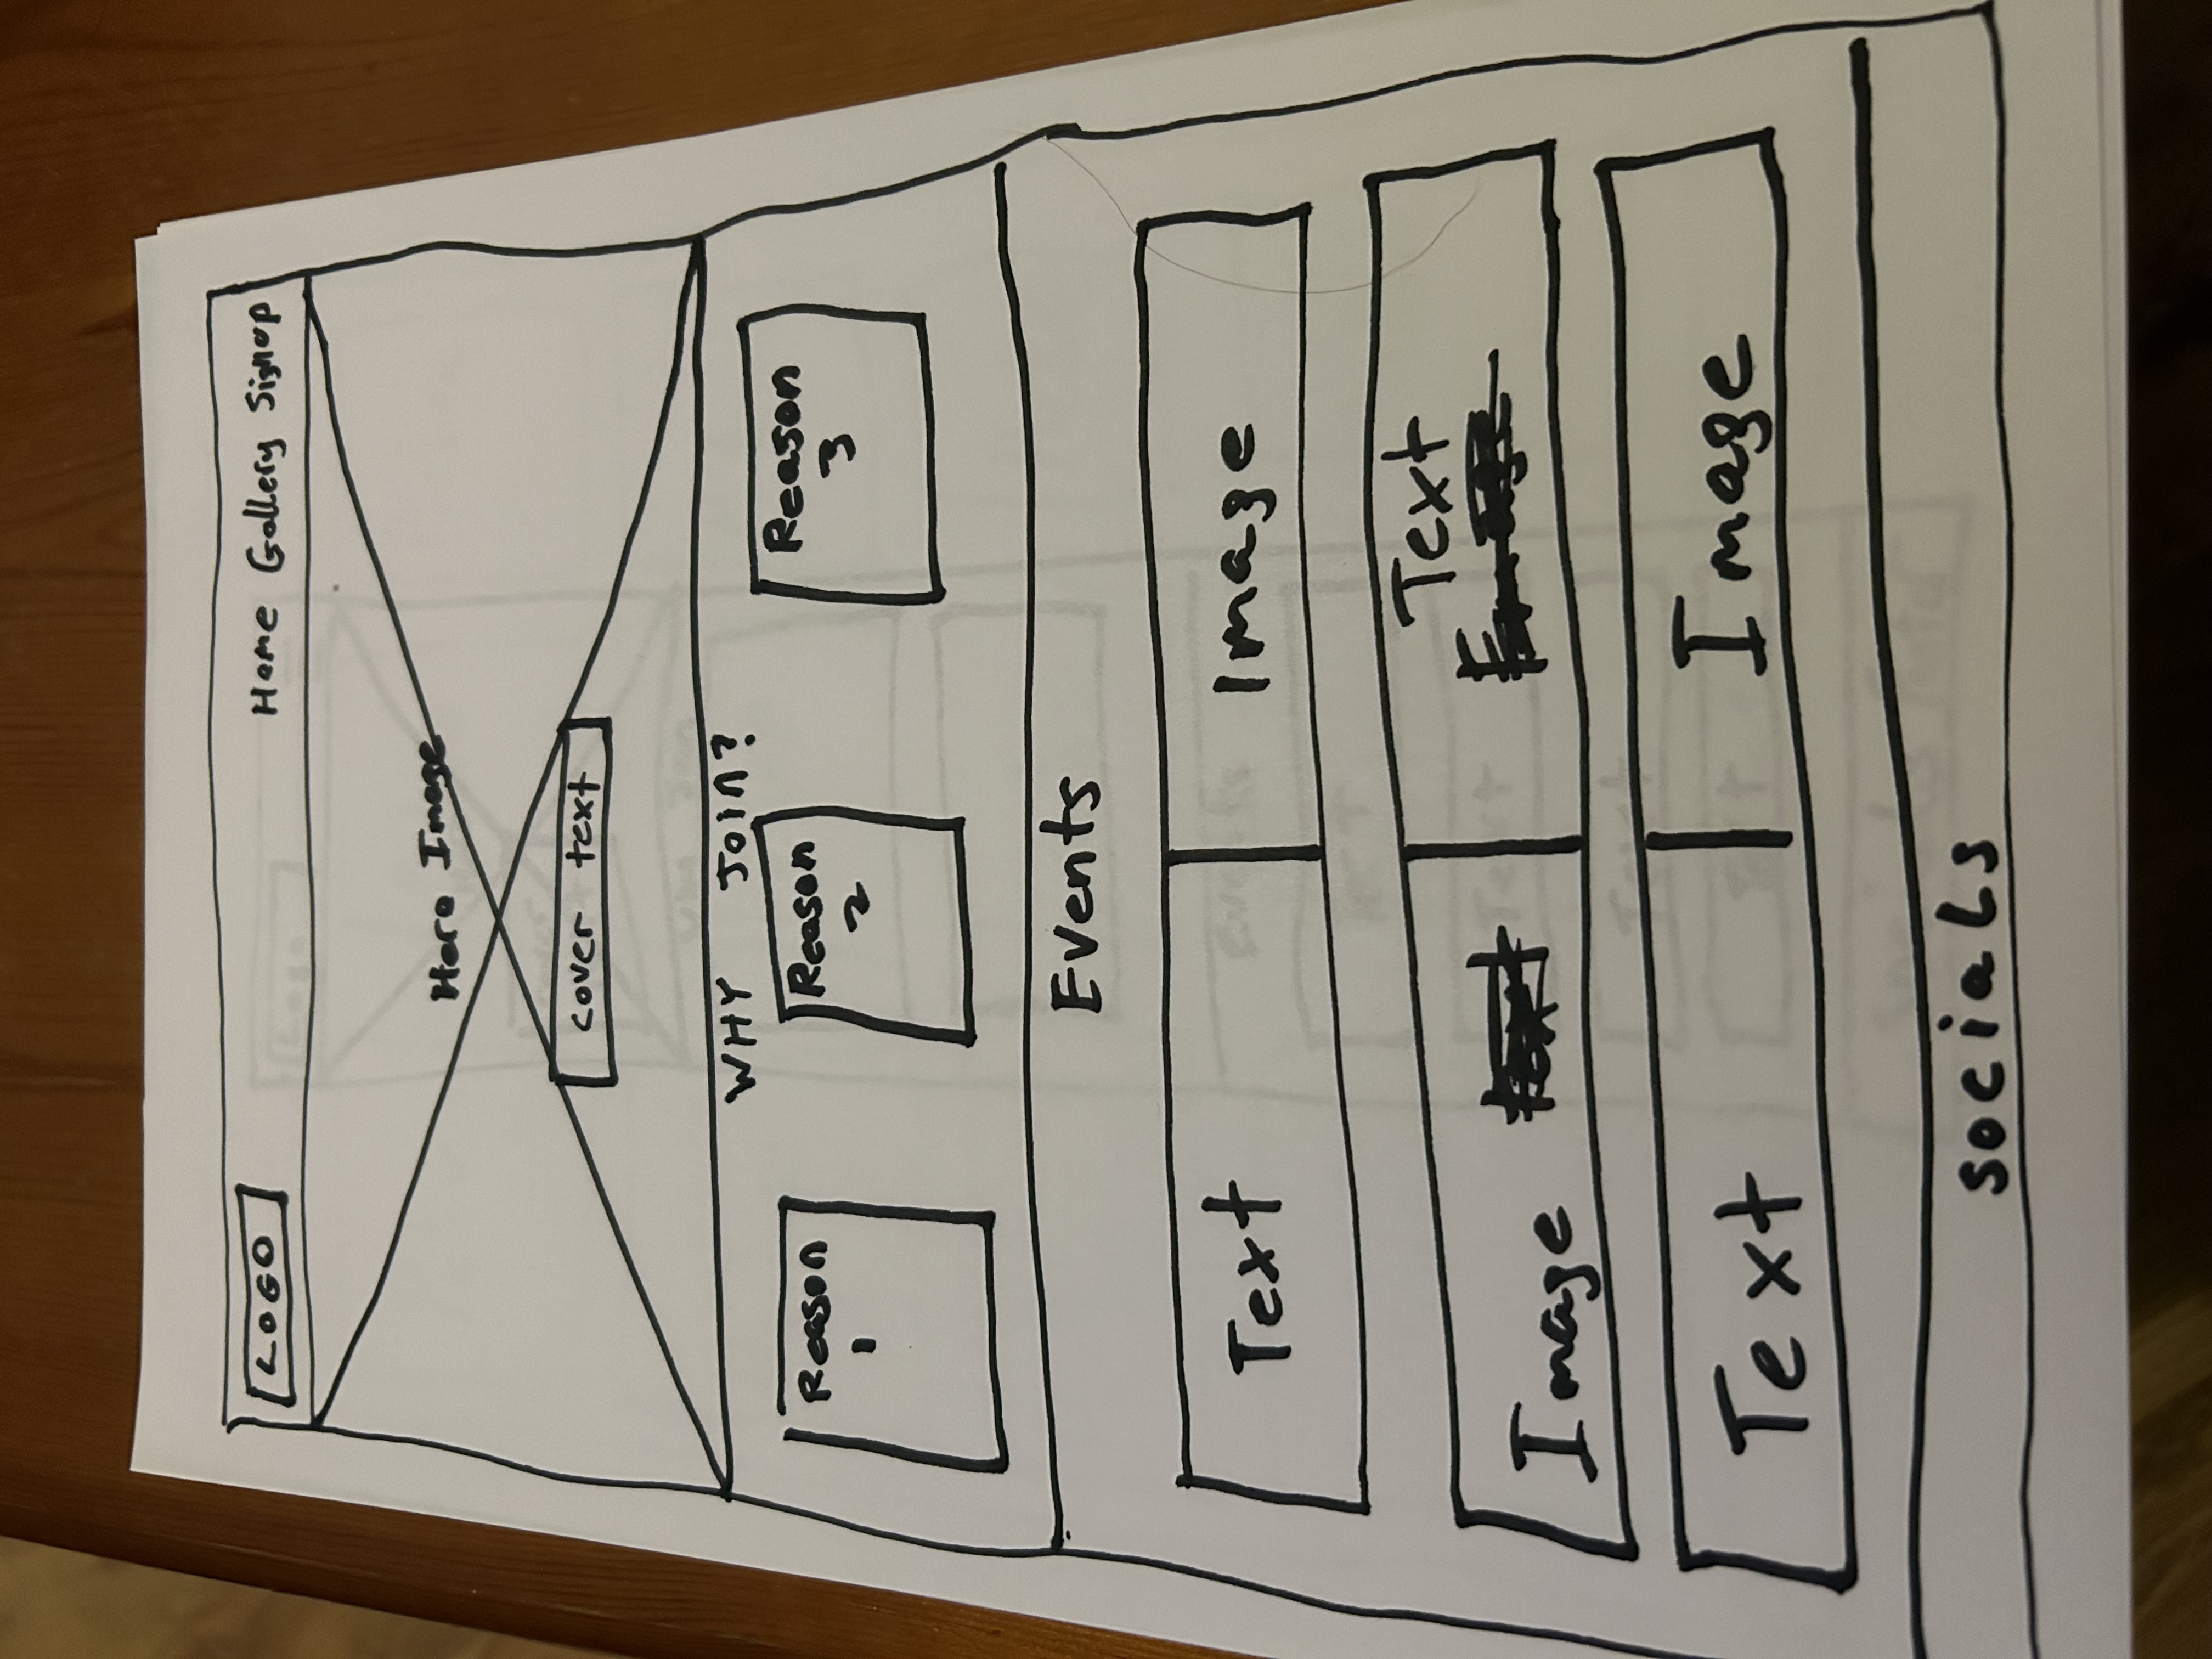 LOGO
Home Gallery Signup
Hero Image
cover text
WHY JOIN?
Reason
1
Reason
2
Reason
3
Events
Text
Image
Image
Text
Text
Image
socials